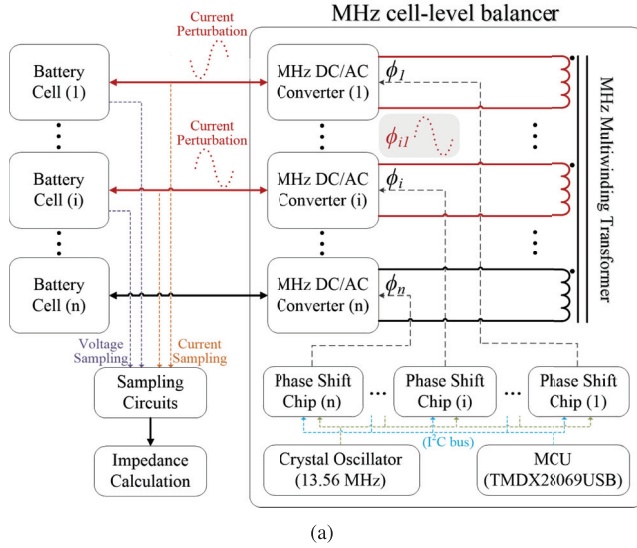 MHz cell-level balancer
Current
Perturbation
Battery
Cell (1)
MHz DC/AC
Converter (1)
ϕ1
ϕi1
Current
Perturbation
Battery
Cell (i)
MHz DC/AC
Converter (i)
ϕi
MHz Multiwinding Transformer
Battery
Cell (n)
MHz DC/AC
Converter (n)
ϕn
Voltage
Sampling
Current
Sampling
Sampling
Circuits
Phase Shift
Chip (n)
...
Phase Shift
Chip (i)
...
Phase Shift
Chip (1)
(I²C bus)
Impedance
Calculation
Crystal Oscillator
(13.56 MHz)
MCU
(TMDX28069USB)
(a)